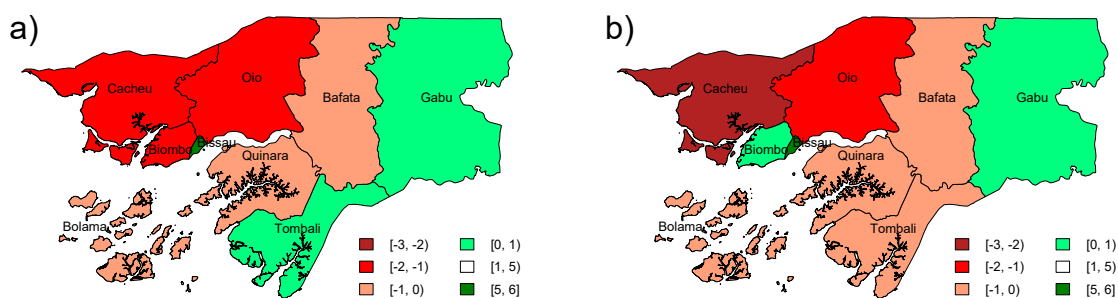 a)
Cacheu
Oio
Bafata
Gabu
Biombo
Bissau
Quinara
Bolama
Tombali
[-3, -2)
[-2, -1)
[-1, 0)
[0, 1)
[1, 5)
[5, 6]
b)
Cacheu
Oio
Bafata
Gabu
Biombo
Bissau
Quinara
Bolama
Tombali
[-3, -2)
[-2, -1)
[-1, 0)
[0, 1)
[1, 5)
[5, 6]